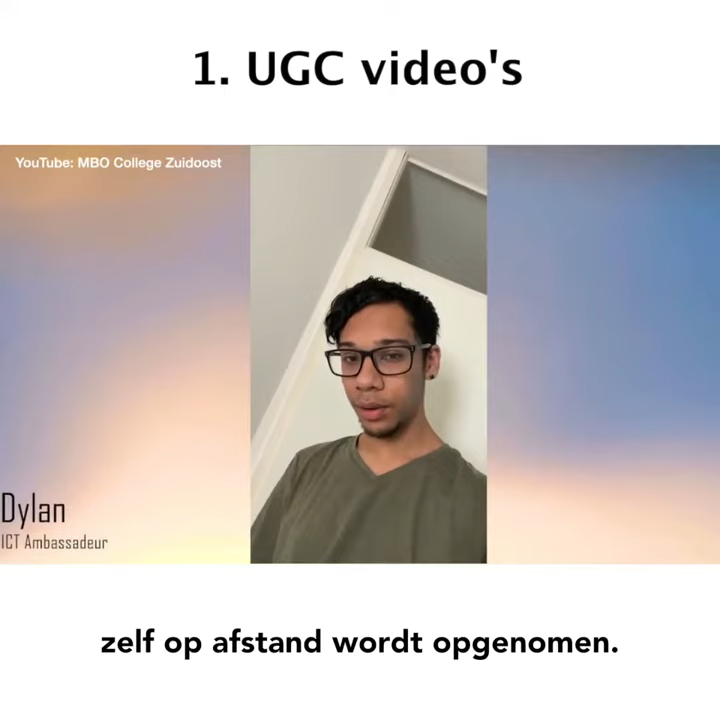 1. UGC video's
YouTube: MBO College Zuidoost
Dylan
ICT Ambassadeur
zelf op afstand wordt opgenomen.